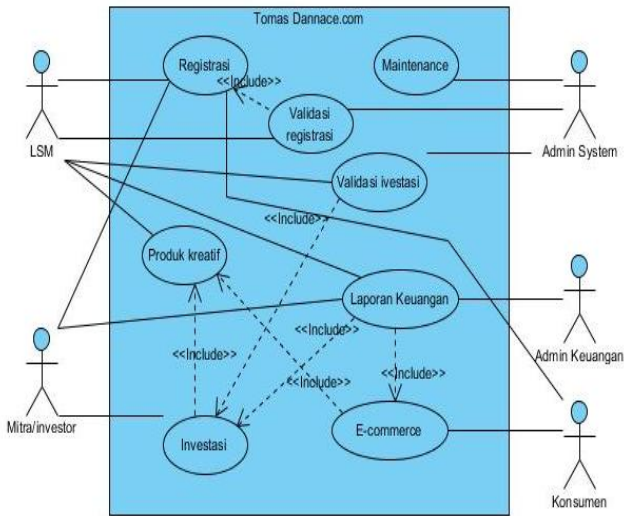 Tomas Dannace.com
Registrasi
Maintenance
<<Include>>
Validasi
registrasi
LSM
Admin System
Validasi ivestasi
<<Include>>
Produk kreatif
Laporan Keuangan
<<Include>>
Admin Keuangan
<<Include>>
<<Include>>
<<Include>>
Mitra/investor
Investasi
E-commerce
Konsumen